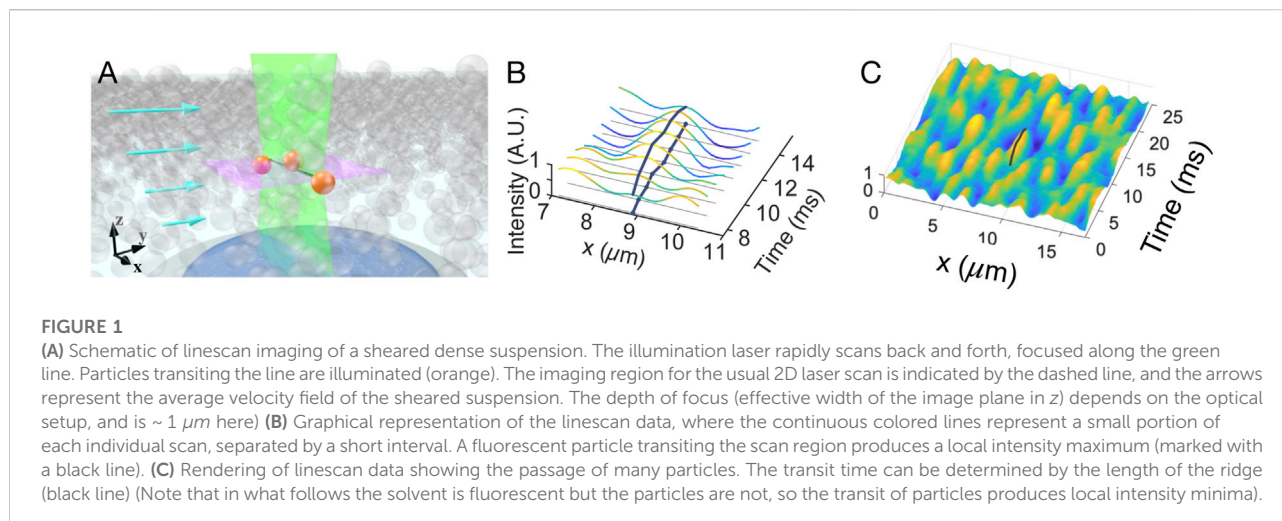 A
z
y
x
B
Intensity (A.U.)
1
0
7
8
9
10
11
x (μm)
8
10
12
14
Time (ms)
C
1
0
0
5
10
15
x (μm)
0
5
10
15
20
25
Time (ms)
FIGURE 1
(A) Schematic of linescan imaging of a sheared dense suspension. The illumination laser rapidly scans back and forth, focused along the green
line. Particles transiting the line are illuminated (orange). The imaging region for the usual 2D laser scan is indicated by the dashed line, and the arrows
represent the average velocity field of the sheared suspension. The depth of focus (effective width of the image plane in z) depends on the optical
setup, and is ~ 1 μm here) (B) Graphical representation of the linescan data, where the continuous colored lines represent a small portion of
each individual scan, separated by a short interval. A fluorescent particle transiting the scan region produces a local intensity maximum (marked with
a black line). (C) Rendering of linescan data showing the passage of many particles. The transit time can be determined by the length of the ridge
(black line) (Note that in what follows the solvent is fluorescent but the particles are not, so the transit of particles produces local intensity minima).